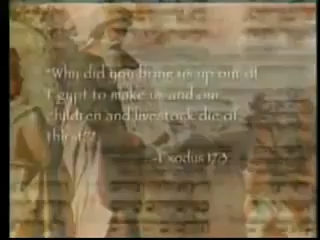 "Why did you bring us up out of
Egypt to make us and our
children and livestock die of
thirst?"
-Exodus 17:3